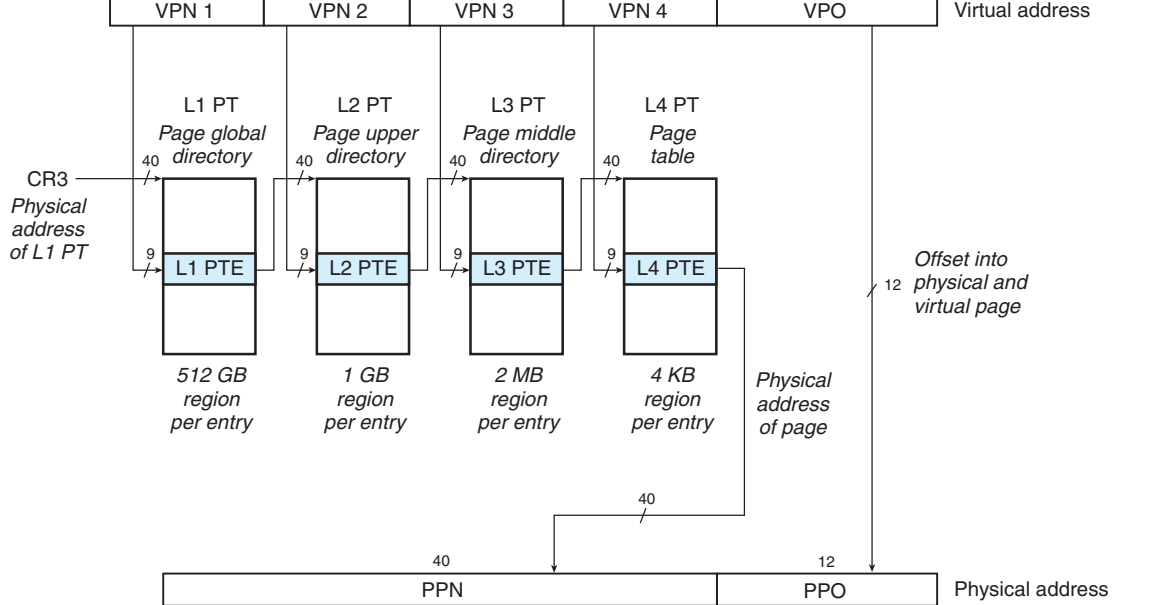 VPN 1 VPN 2 VPN 3 VPN 4 VPO Virtual address
L1 PT L2 PT L3 PT L4 PT
Page global Page upper Page middle Page
directory directory directory table
40 40 40 40
CR3
Physical
address
of L1 PT
9 9 9 9
L1 PTE L2 PTE L3 PTE L4 PTE
Offset into
12 physical and
virtual page
512 GB 1 GB 2 MB 4 KB
region region region region
per entry per entry per entry per entry
Physical
address
of page
40
40 12
PPN PPO Physical address